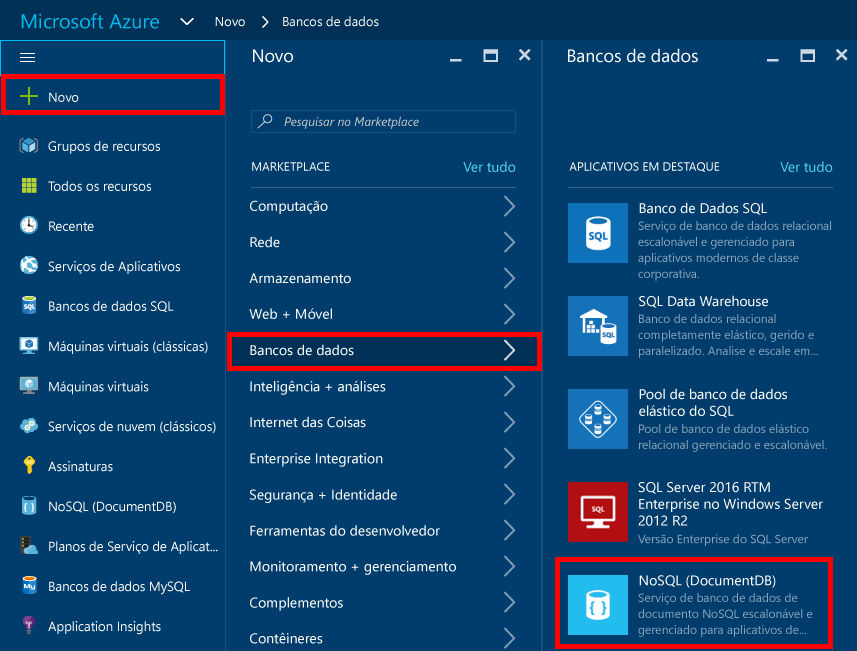 Microsoft Azure Novo Bancos de dados
Novo
Grupos de recursos
Todos os recursos
Recente
Serviços de Aplicativos
SQL
Bancos de dados SQL
Máquinas virtuais (clássicas)
Máquinas virtuais
Serviços de nuvem (clássicos)
Assinaturas
NoSQL (DocumentDB)
Planos de Serviço de Aplicat...
My
Bancos de dados MySQL
Application Insights
Novo
Pesquisar no Marketplace
MARKETPLACE Ver tudo
Computação
Rede
Armazenamento
Web + Móvel
Bancos de dados
Inteligência + análises
Internet das Coisas
Enterprise Integration
Segurança + Identidade
Ferramentas do desenvolvedor
Monitoramento + gerenciamento
Complementos
Contêineres
Bancos de dados
APLICATIVOS EM DESTAQUE Ver tudo
SQL
Banco de Dados SQL
Serviço de banco de dados relacional
escalonável e gerenciado para
aplicativos modernos de classe
corporativa.
SQL
SQL Data Warehouse
Banco de dados relacional
completamente elástico, gerido e
paralelizado. Analise e escale em...
Pool de banco de dados
elástico do SQL
Pool de banco de dados elástico
relacional gerenciado e escalonável.
SQL
SQL Server 2016 RTM
Enterprise no Windows Server
2012 R2
Versão Enterprise do SQL Server
NoSQL (DocumentDB)
Serviço de banco de dados de
documento NoSQL escalonável e
gerenciado para aplicativos de...